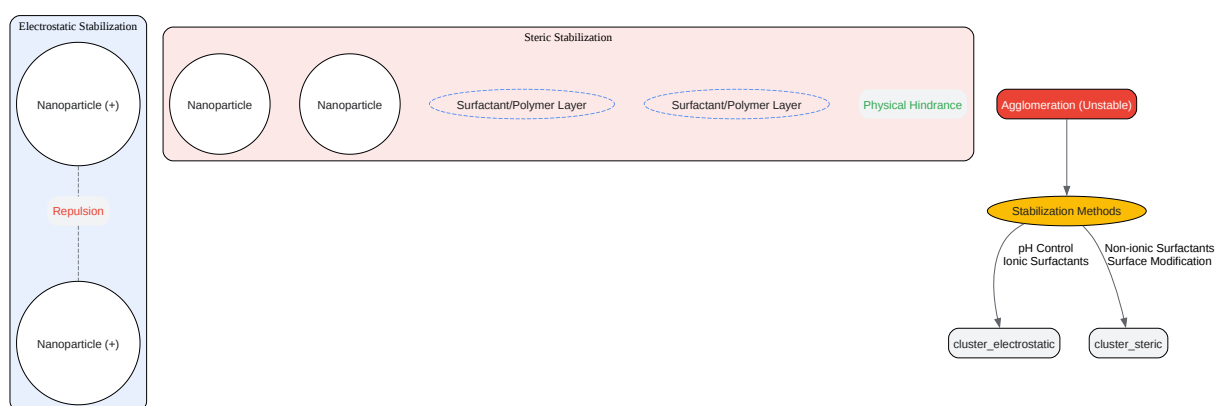 Electrostatic Stabilization
Nanoparticle (+)
Repulsion
Nanoparticle (+)
Steric Stabilization
Nanoparticle
Nanoparticle
Surfactant/Polymer Layer
Surfactant/Polymer Layer
Physical Hindrance
Agglomeration (Unstable)
Stabilization Methods
pH Control
Ionic Surfactants
Non-ionic Surfactants
Surface Modification
cluster_electrostatic
cluster_steric